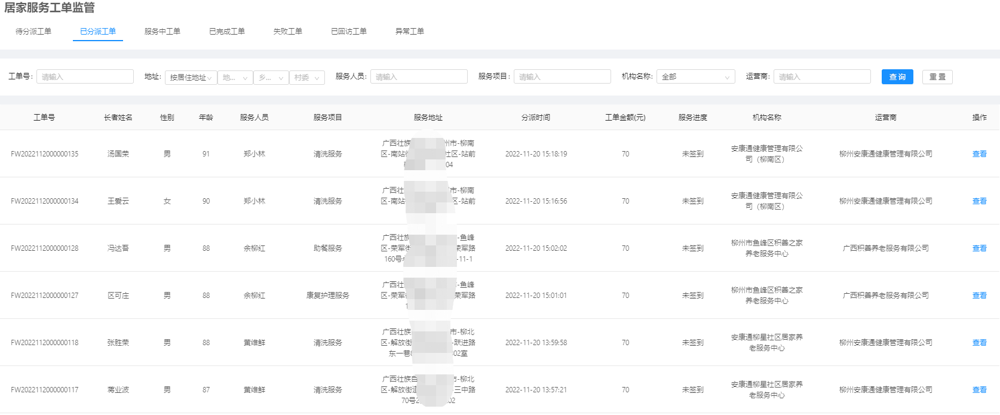 居家服务工单监管
待分派工单 已分派工单 服务中工单 已完成工单 失败工单 已回访工单 异常工单
工单号: 请输入 地址: 按居住地址 地... 乡... 村委 服务人员: 请输入 服务项目: 请输入 机构名称: 全部 运营商: 请输入 查 询 重 置
工单号 长者姓名 性别 年龄 服务人员 服务项目 服务地址 分派时间 工单金额(元) 服务进度 机构名称 运营商 操作
广西壮族 州市-柳南 安康通健康管理有限公
FW2022112000000135 汤国荣 男 91 郑小林 清洗服务 区-南站 社区-站前 2022-11-20 15:18:19 70 未签到 柳州安康通健康管理有限公司 查看
04 司（柳南区）
广西壮 市-柳南 安康通健康管理有限公
FW2022112000000134 王爱云 女 90 郑小林 清洗服务 区-南站 区-站前 2022-11-20 15:16:56 70 未签到 柳州安康通健康管理有限公司 查看
司（柳南区）
广西壮族 -鱼峰 柳州市鱼峰区积善之家
FW2022112000000128 冯达吾 男 88 余柳红 助餐服务 区-荣军街 荣军路 2022-11-20 15:02:02 70 未签到 广西积善养老服务有限公司 查看
160号 -11-1 养老服务中心
广西壮 -鱼峰 柳州市鱼峰区积善之家
FW2022112000000127 区可庄 男 88 余柳红 康复护理服务 区-荣军 荣军路 2022-11-20 15:01:01 70 未签到 广西积善养老服务有限公司 查看
养老服务中心
广西壮族 市-柳北 安康通柳星社区居家养
FW2022112000000118 张胜荣 男 88 黄维鲜 清洗服务 区-解放街 -跃进路 2022-11-20 13:59:58 70 未签到 柳州安康通健康管理有限公司 查看
东一巷 02室 老服务中心
广西壮族自 市-柳北 安康通柳星社区居家养
FW2022112000000117 蒋业波 男 87 黄维鲜 清洗服务 区-解放街道 三中路 2022-11-20 13:57:21 70 未签到 柳州安康通健康管理有限公司 查看
70号2 02 老服务中心